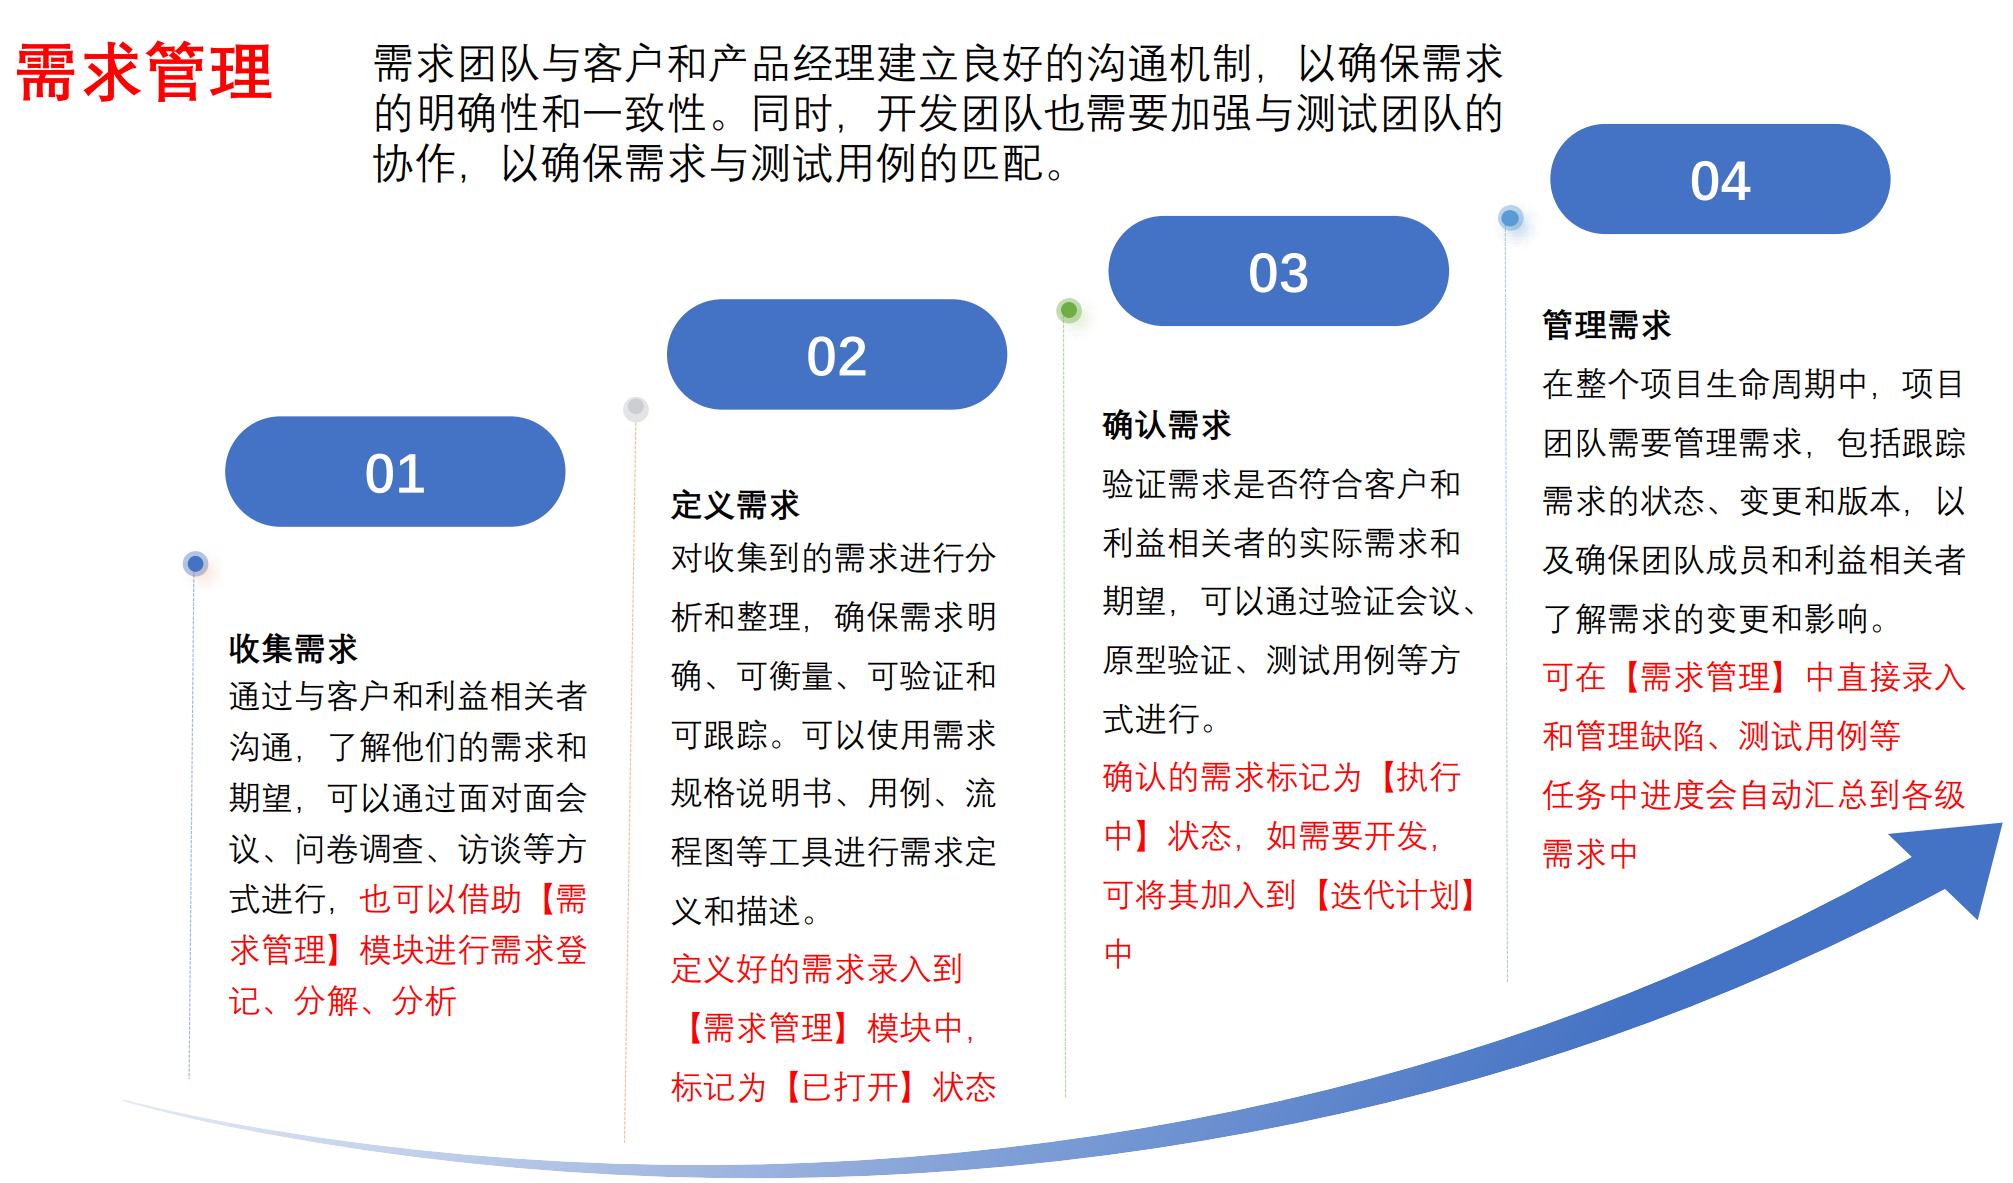 需求管理
需求团队与客户和产品经理建立良好的沟通机制，以确保需求
的明确性和一致性。同时，开发团队也需要加强与测试团队的
协作，以确保需求与测试用例的匹配。
01
收集需求
通过与客户和利益相关者
沟通，了解他们的需求和
期望，可以通过面对面会
议、问卷调查、访谈等方
式进行，也可以借助【需
求管理】模块进行需求登
记、分解、分析
02
定义需求
对收集到的需求进行分
析和整理，确保需求明
确、可衡量、可验证和
可跟踪。可以使用需求
规格说明书、用例、流
程图等工具进行需求定
义和描述。
定义好的需求录入到
【需求管理】模块中，
标记为【已打开】状态
03
确认需求
验证需求是否符合客户和
利益相关者的实际需求和
期望，可以通过验证会议、
原型验证、测试用例等方
式进行。
确认的需求标记为【执行
中】状态，如需要开发，
可将其加入到【迭代计划】
中
04
管理需求
在整个项目生命周期中，项目
团队需要管理需求，包括跟踪
需求的状态、变更和版本，以
及确保团队成员和利益相关者
了解需求的变更和影响。
可在【需求管理】中直接录入
和管理缺陷、测试用例等
任务中进度会自动汇总到各级
需求中